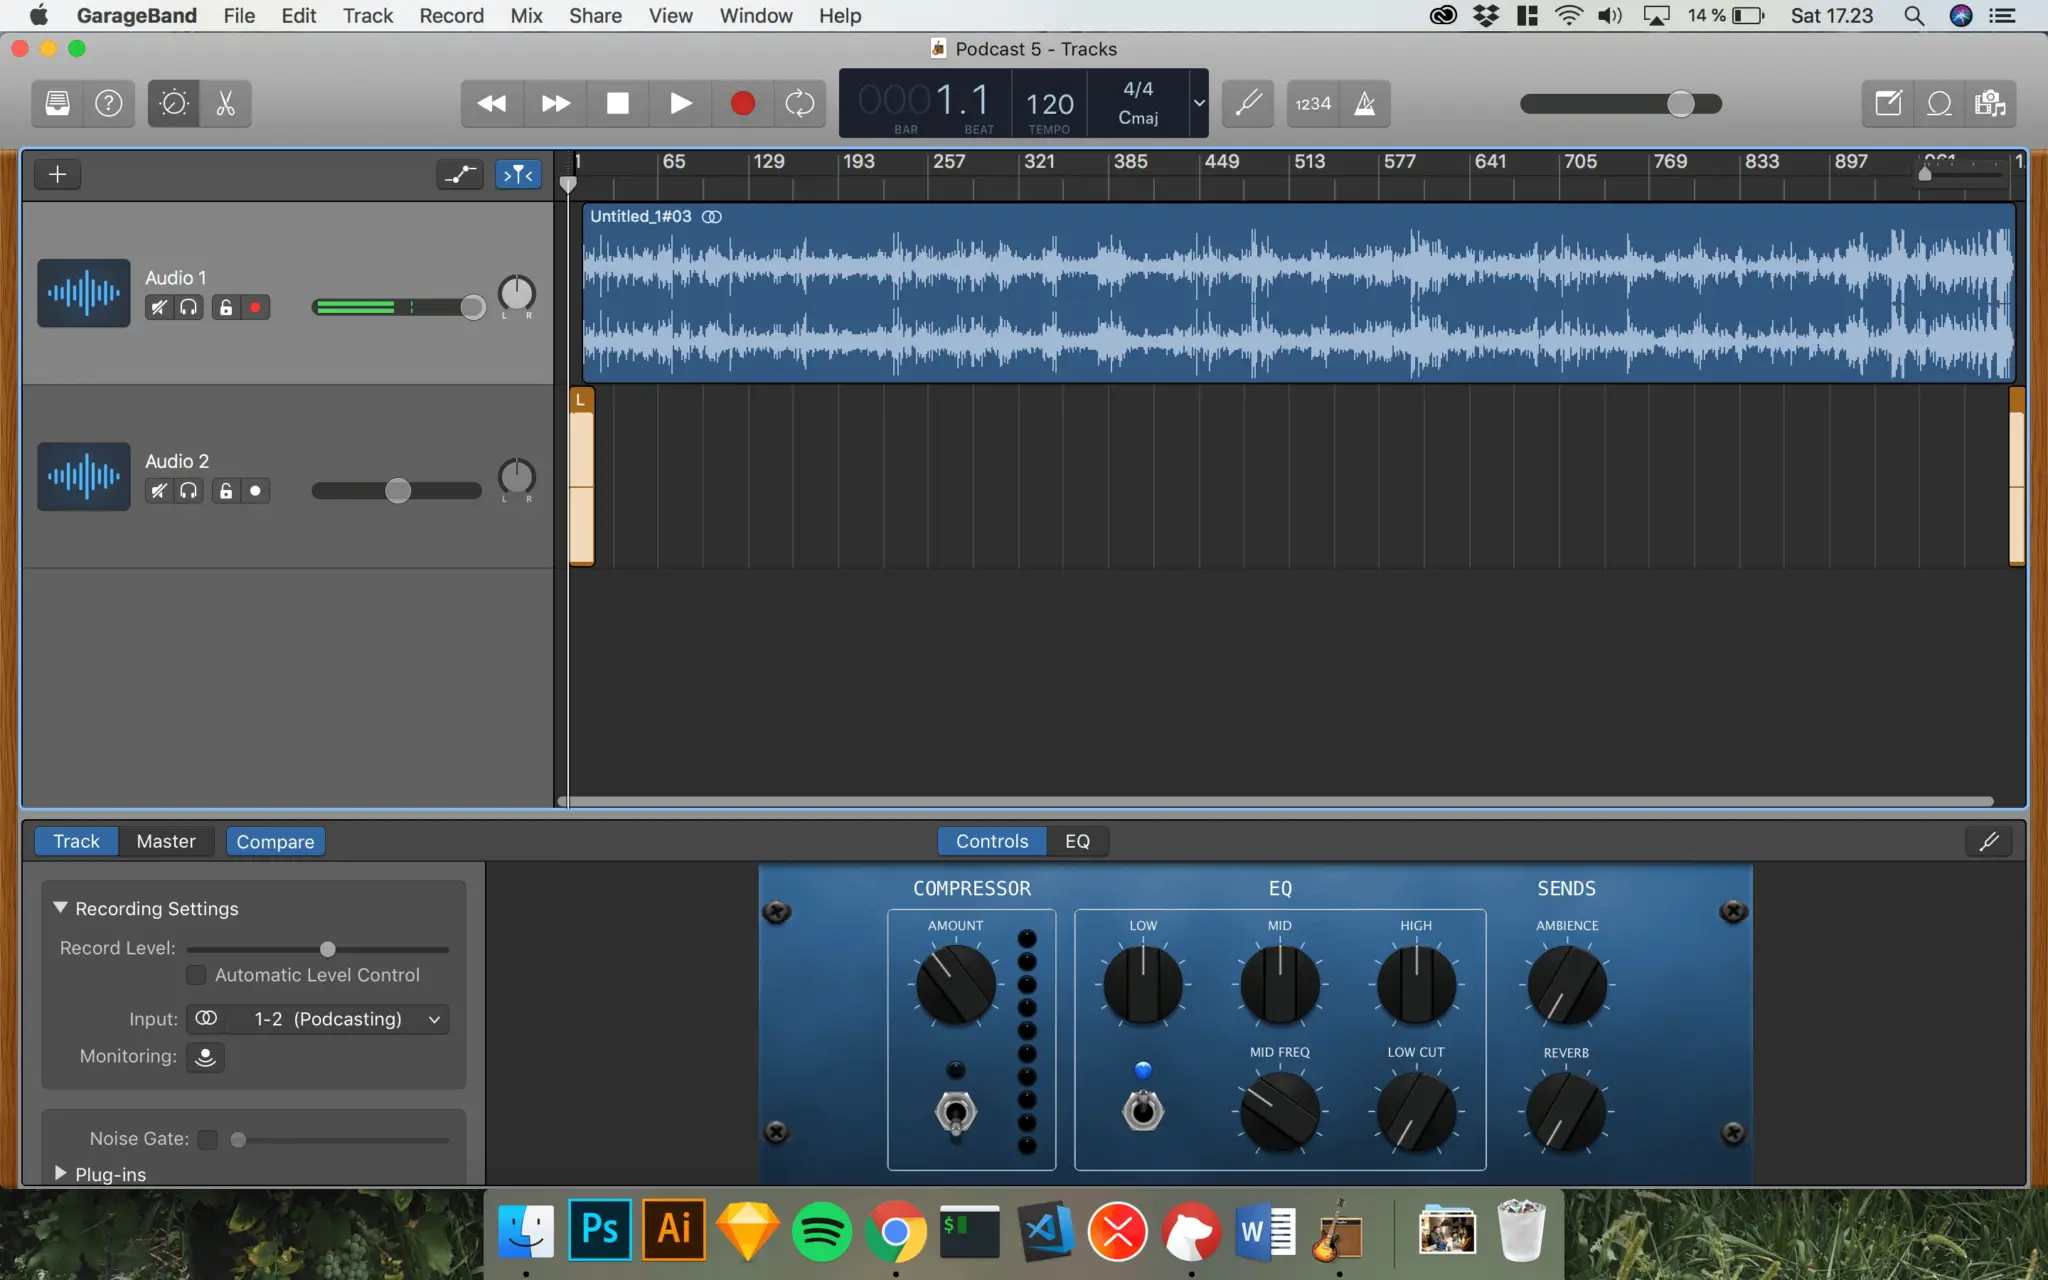 GarageBand File Edit Track Record Mix Share View Window Help 14 % Sat 17.23
Podcast 5 - Tracks
0001.1 120 4/4
Cmaj
BAR BEAT TEMPO
1234
1 65 129 193 257 321 385 449 513 577 641 705 769 833 897 961
Untitled_1#03
Audio 1
L R
L
Audio 2
L R
Track Master Compare Controls EQ
Recording Settings
Record Level:
Automatic Level Control
Input: 1-2 (Podcasting)
Monitoring:
Noise Gate:
Plug-ins
COMPRESSOR EQ SENDS
AMOUNT LOW MID HIGH AMBIENCE
MID FREQ LOW CUT REVERB
Ps Ai $ W